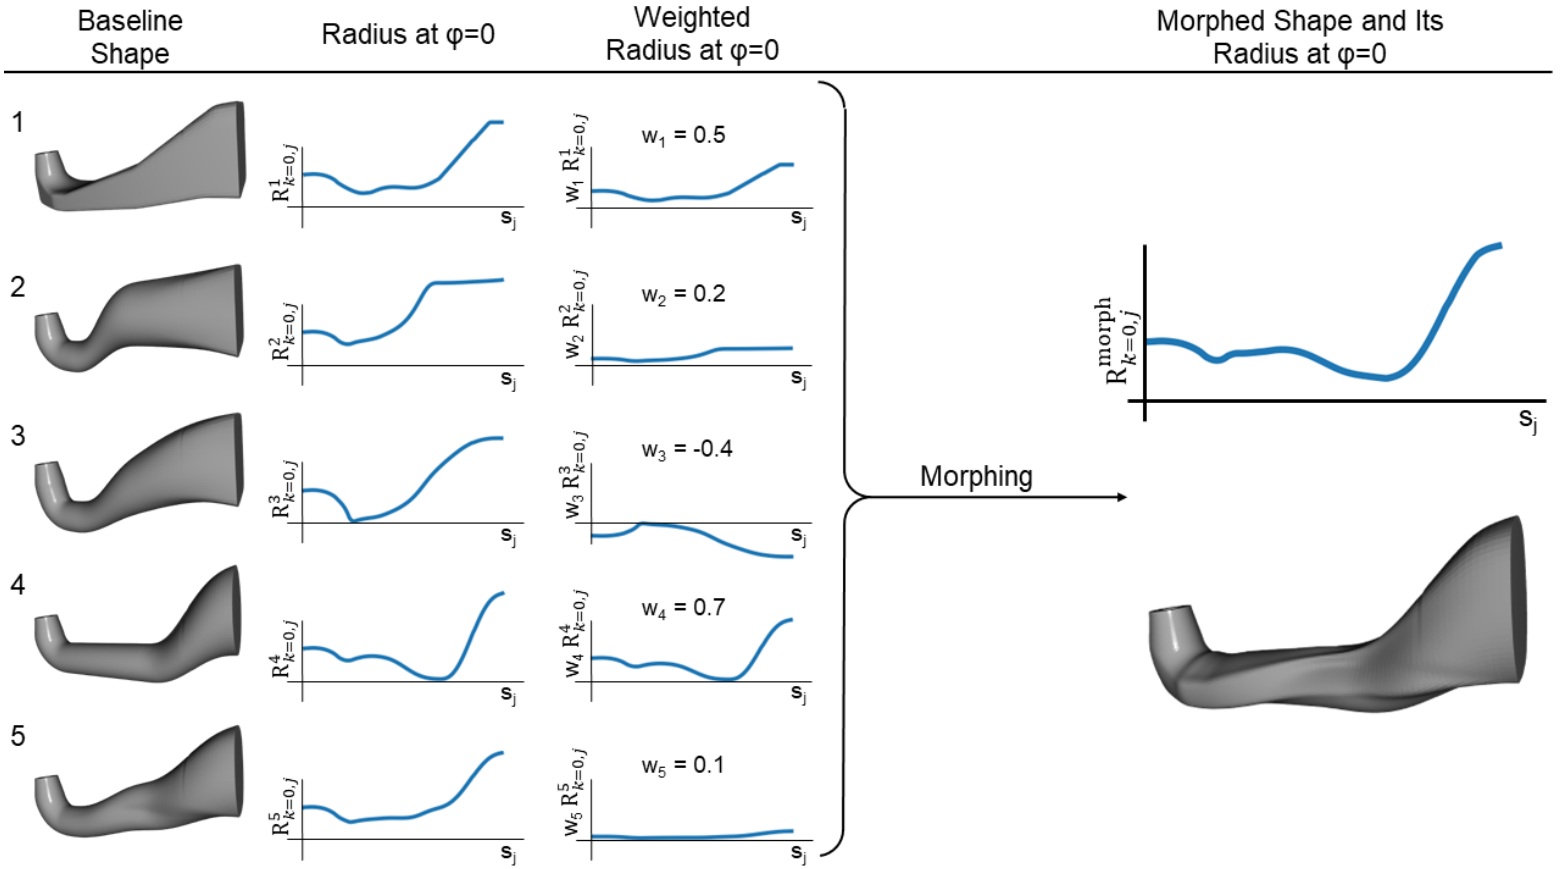 Baseline
Shape
Radius at φ=0
Weighted
Radius at φ=0
Morphed Shape and Its
Radius at φ=0
1
R¹ₖ₌₀,ⱼ
sⱼ
w₁ R¹ₖ₌₀,ⱼ
w₁ = 0.5
sⱼ
2
R²ₖ₌₀,ⱼ
sⱼ
w₂ R²ₖ₌₀,ⱼ
w₂ = 0.2
sⱼ
3
R³ₖ₌₀,ⱼ
sⱼ
w₃ R³ₖ₌₀,ⱼ
w₃ = -0.4
sⱼ
4
R⁴ₖ₌₀,ⱼ
sⱼ
w₄ R⁴ₖ₌₀,ⱼ
w₄ = 0.7
sⱼ
5
R⁵ₖ₌₀,ⱼ
sⱼ
w₅ R⁵ₖ₌₀,ⱼ
w₅ = 0.1
sⱼ
Morphing
Rᵐᵒʳᵖʰₖ₌₀,ⱼ
sⱼ